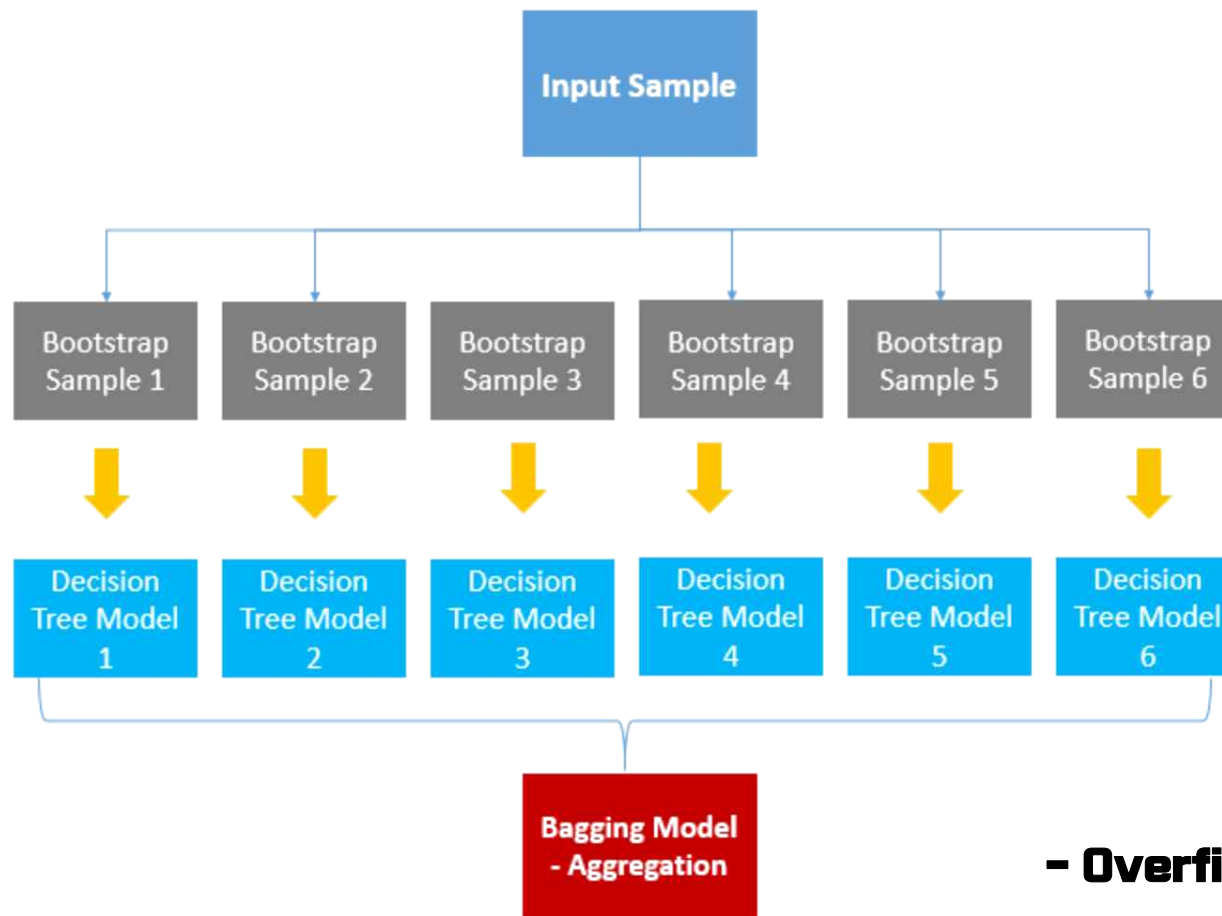 Input Sample
Bootstrap
Sample 1
Bootstrap
Sample 2
Bootstrap
Sample 3
Bootstrap
Sample 4
Bootstrap
Sample 5
Bootstrap
Sample 6
Decision
Tree Model
1
Decision
Tree Model
2
Decision
Tree Model
3
Decision
Tree Model
4
Decision
Tree Model
5
Decision
Tree Model
6
Bagging Model
- Aggregation
- Overfi